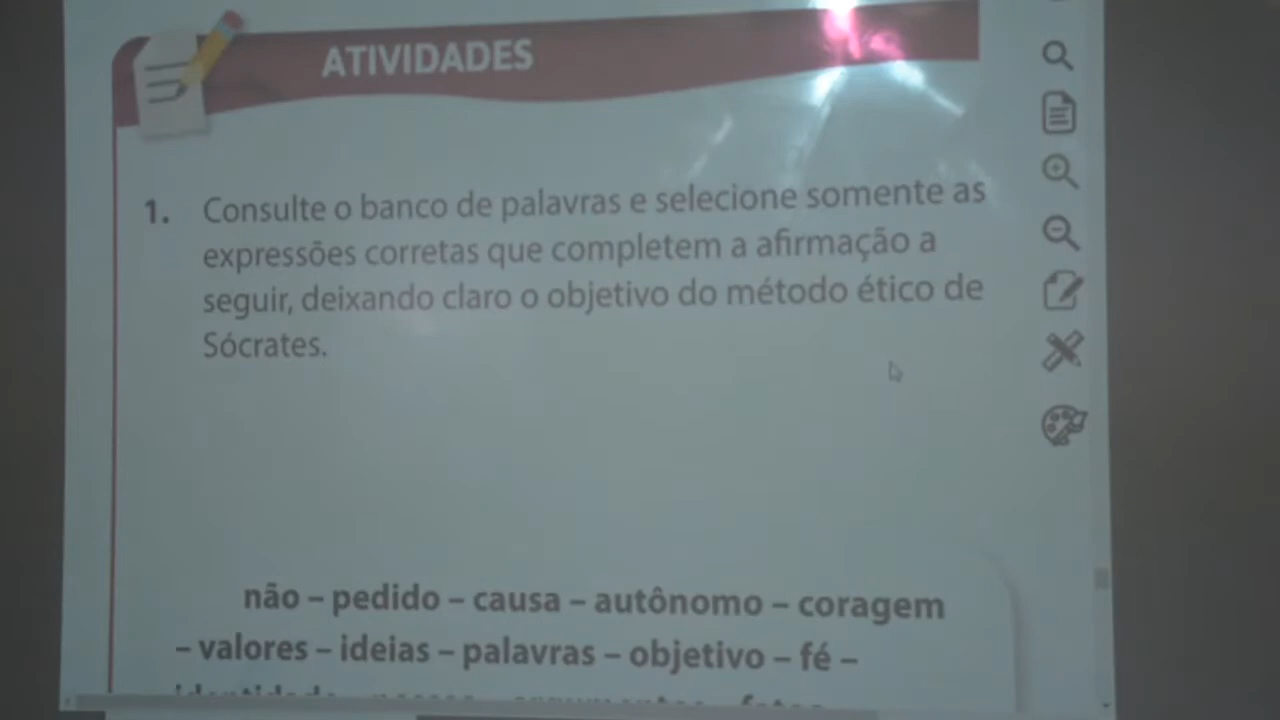 ATIVIDADES
1. Consulte o banco de palavras e selecione somente as
expressões corretas que completem a afirmação a
seguir, deixando claro o objetivo do método ético de
Sócrates.
não – pedido – causa – autônomo – coragem
– valores – ideias – palavras – objetivo – fé –